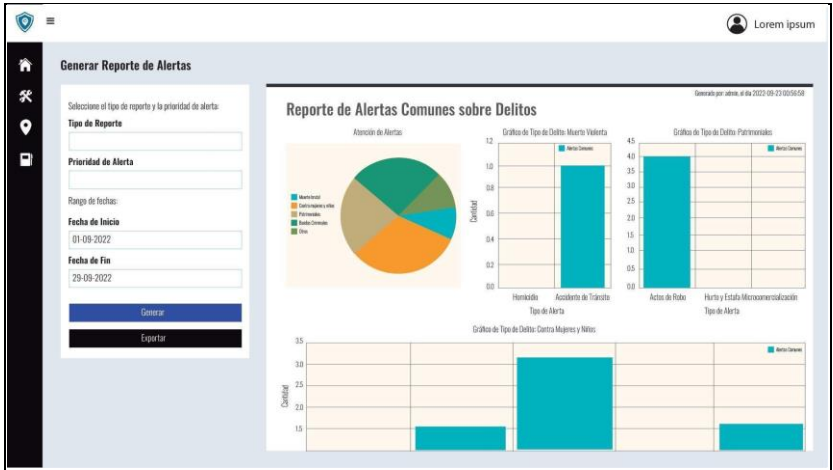 Lorem ipsum
Generar Reporte de Alertas
Seleccione el tipo de reporte y la prioridad de alerta:
Tipo de Reporte
Prioridad de Alerta
Rango de fechas:
Fecha de Inicio
01-09-2022
Fecha de Fin
29-09-2022
Generar
Exportar
Generado por: admin, el día 2022-09-23 00:56:58
Reporte de Alertas Comunes sobre Delitos
Atención de Alertas
Patrimoniales
Otros
Gráfico de Tipo de Delito: Muerte Violenta
Alertas Comunes
Cantidad
1.2
1.0
0.8
0.6
0.4
0.2
0.0
Homicidio
Accidente de Tránsito
Tipo de Alerta
Gráfico de Tipo de Delito: Patrimoniales
Alertas Comunes
4.5
4.0
3.5
3.0
2.5
2.0
1.5
1.0
0.5
0.0
Actos de Robo
Hurto y Estafa
Microcomercialización
Tipo de Alerta
Gráfico de Tipo de Delito: Contra Mujeres y Niños
Alertas Comunes
Cantidad
3.5
3.0
2.5
2.0
1.5